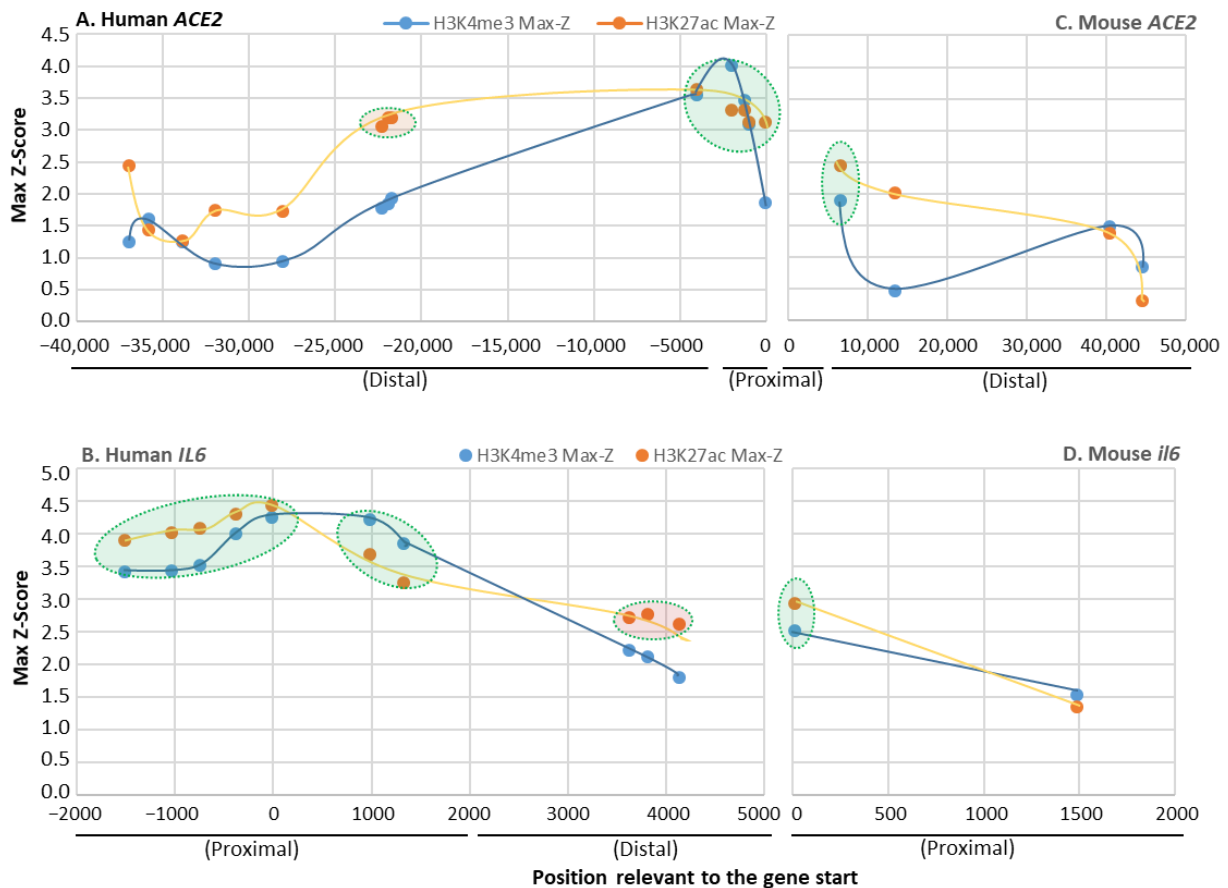 A. Human ACE2
H3K4me3 Max-Z
H3K27ac Max-Z
C. Mouse ACE2
Max Z-Score
4.5
4.0
3.5
3.0
2.5
2.0
1.5
1.0
0.5
0.0
−40,000 −35,000 −30,000 −25,000 −20,000 −15,000 −10,000 −5000 0
0 10,000 20,000 30,000 40,000 50,000
(Distal) (Proximal) (Distal)
B. Human IL6
H3K4me3 Max-Z
H3K27ac Max-Z
D. Mouse il6
Max Z-Score
5.0
4.5
4.0
3.5
3.0
2.5
2.0
1.5
1.0
0.5
0.0
−2000 −1000 0 1000 2000 3000 4000 5000
0 500 1000 1500 2000
(Proximal) (Distal) (Proximal)
Position relevant to the gene start